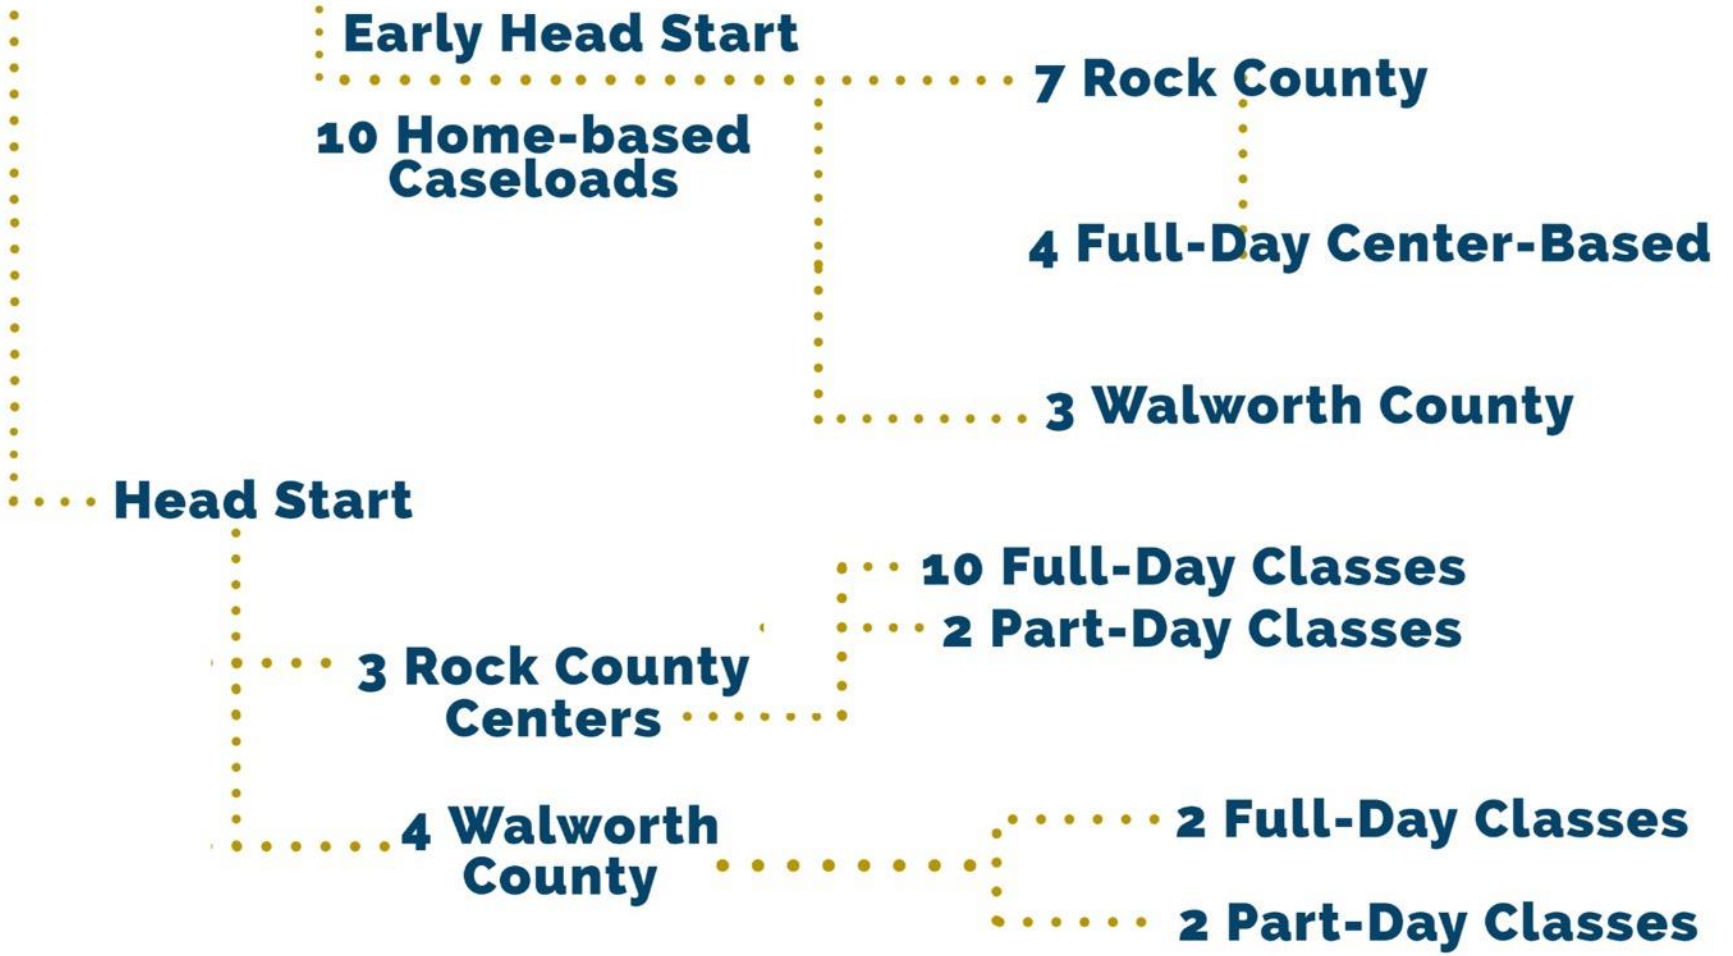 Early Head Start
10 Home-based
Caseloads
7 Rock County
4 Full-Day Center-Based
3 Walworth County
Head Start
3 Rock County
Centers
10 Full-Day Classes
2 Part-Day Classes
4 Walworth
County
2 Full-Day Classes
2 Part-Day Classes